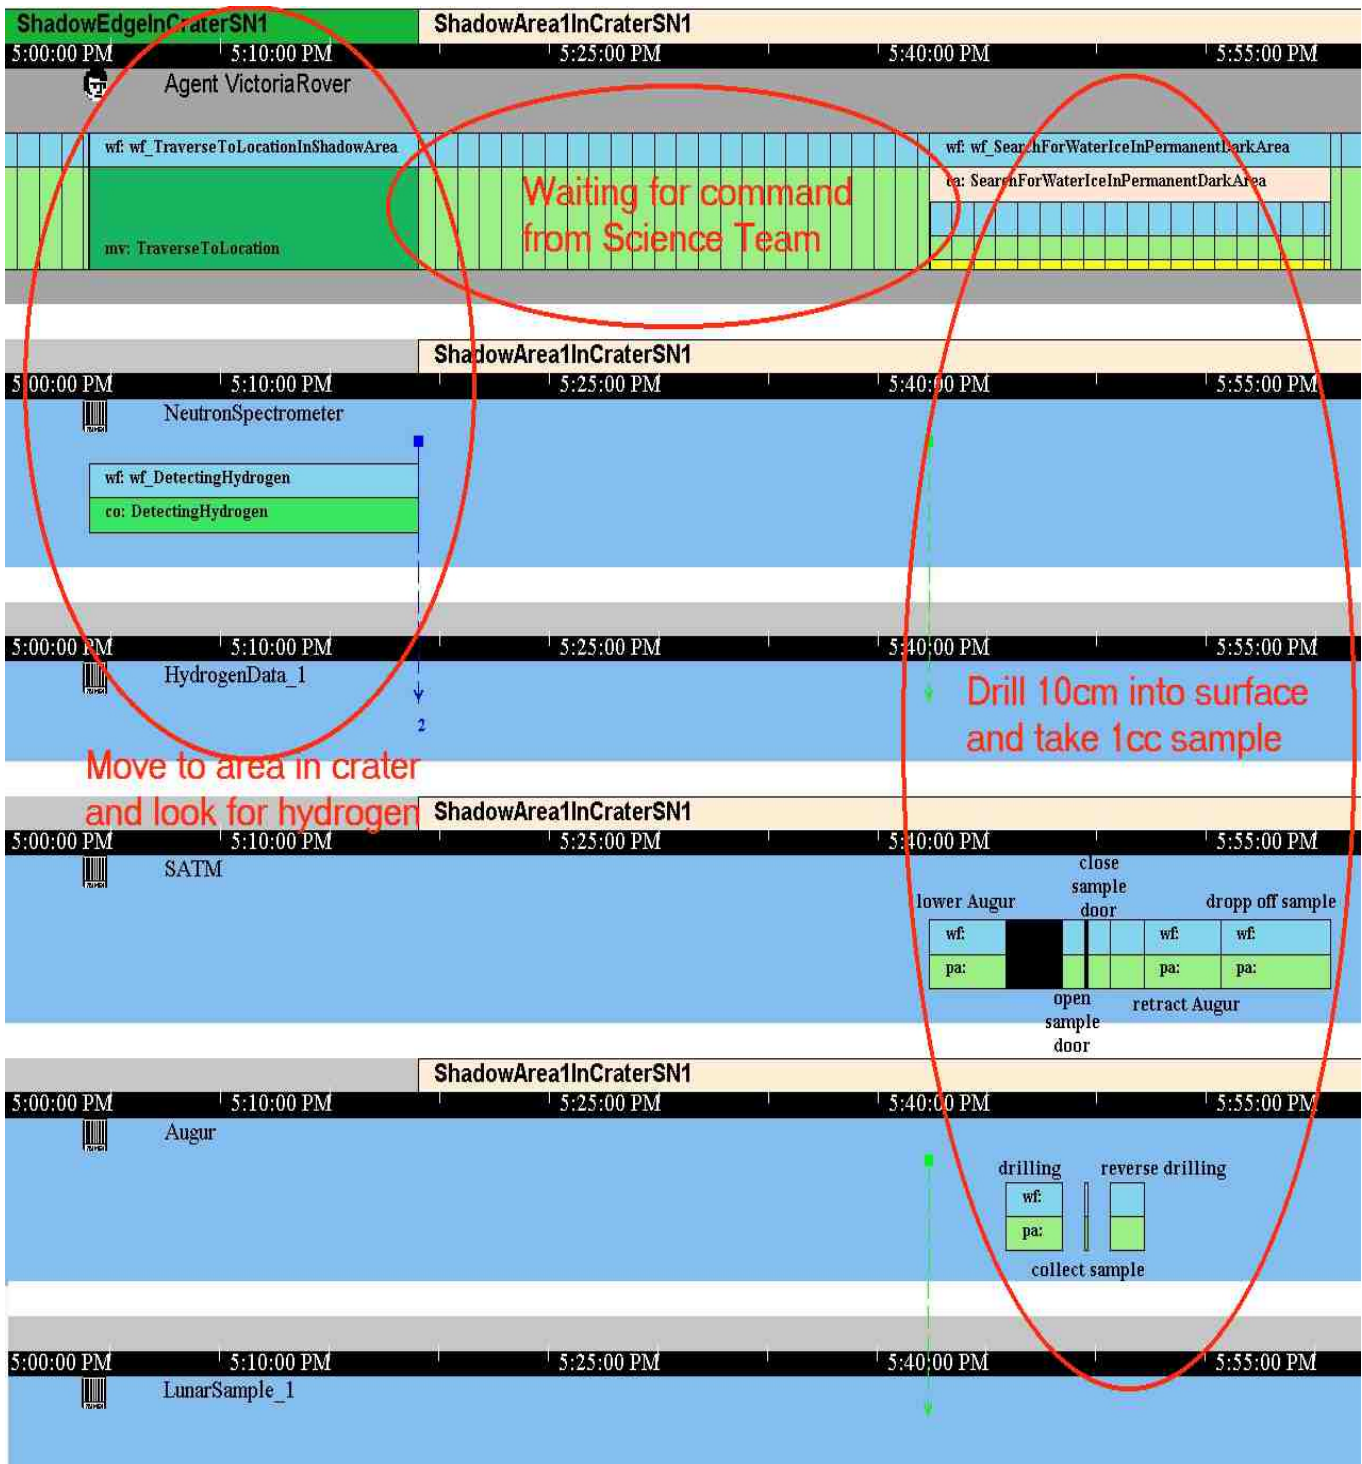 ShadowEdgeInCraterSN1 ShadowArea1InCraterSN1
5:00:00 PM 5:10:00 PM 5:25:00 PM 5:40:00 PM 5:55:00 PM
Agent VictoriaRover
wf: wf_TraverseToLocationInShadowArea wf: wf_SearchForWaterIceInPermanentDarkArea
ca: SearchForWaterIceInPermanentDarkArea
Waiting for command
from Science Team
mv: TraverseToLocation
ShadowArea1InCraterSN1
5:00:00 PM 5:10:00 PM 5:25:00 PM 5:40:00 PM 5:55:00 PM
NeutronSpectrometer
wf: wf_DetectingHydrogen
co: DetectingHydrogen
5:00:00 PM 5:10:00 PM 5:25:00 PM 5:40:00 PM 5:55:00 PM
HydrogenData_1
2
Drill 10cm into surface
and take 1cc sample
Move to area in crater
and look for hydrogen
ShadowArea1InCraterSN1
5:00:00 PM 5:10:00 PM 5:25:00 PM 5:40:00 PM 5:55:00 PM
SATM
close
sample
door
lower Augur dropp off sample
wf: wf: wf:
pa: pa: pa:
open
sample
door
retract Augur
ShadowArea1InCraterSN1
5:00:00 PM 5:10:00 PM 5:25:00 PM 5:40:00 PM 5:55:00 PM
Augur
drilling reverse drilling
wf:
pa:
collect sample
5:00:00 PM 5:10:00 PM 5:25:00 PM 5:40:00 PM 5:55:00 PM
LunarSample_1